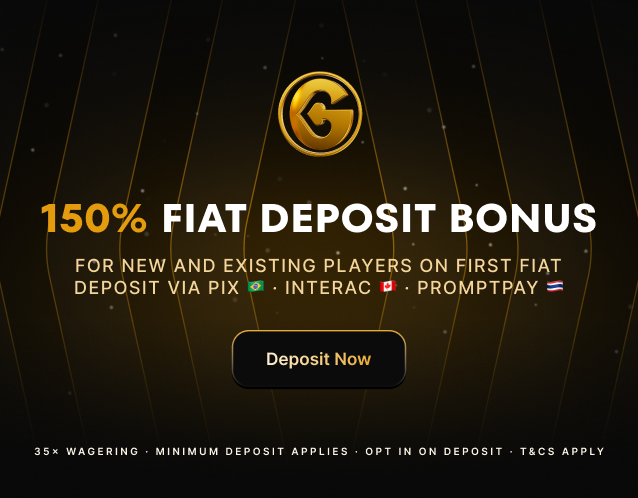 150% FIAT DEPOSIT BONUS
FOR NEW AND EXISTING PLAYERS ON FIRST FIAT
DEPOSIT VIA PIX 🇧🇷 · INTERAC 🇨🇦 · PROMPTPAY 🇹🇭
Deposit Now
35× WAGERING · MINIMUM DEPOSIT APPLIES · OPT IN ON DEPOSIT · T&CS APPLY